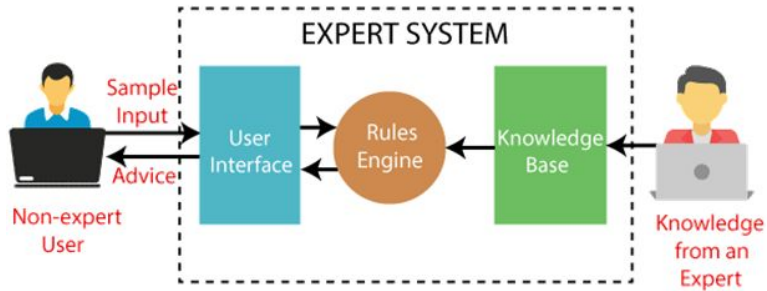 EXPERT SYSTEM
Sample
Input
Advice
Non-expert
User
User
Interface
Rules
Engine
Knowledge
Base
Knowledge
from an
Expert